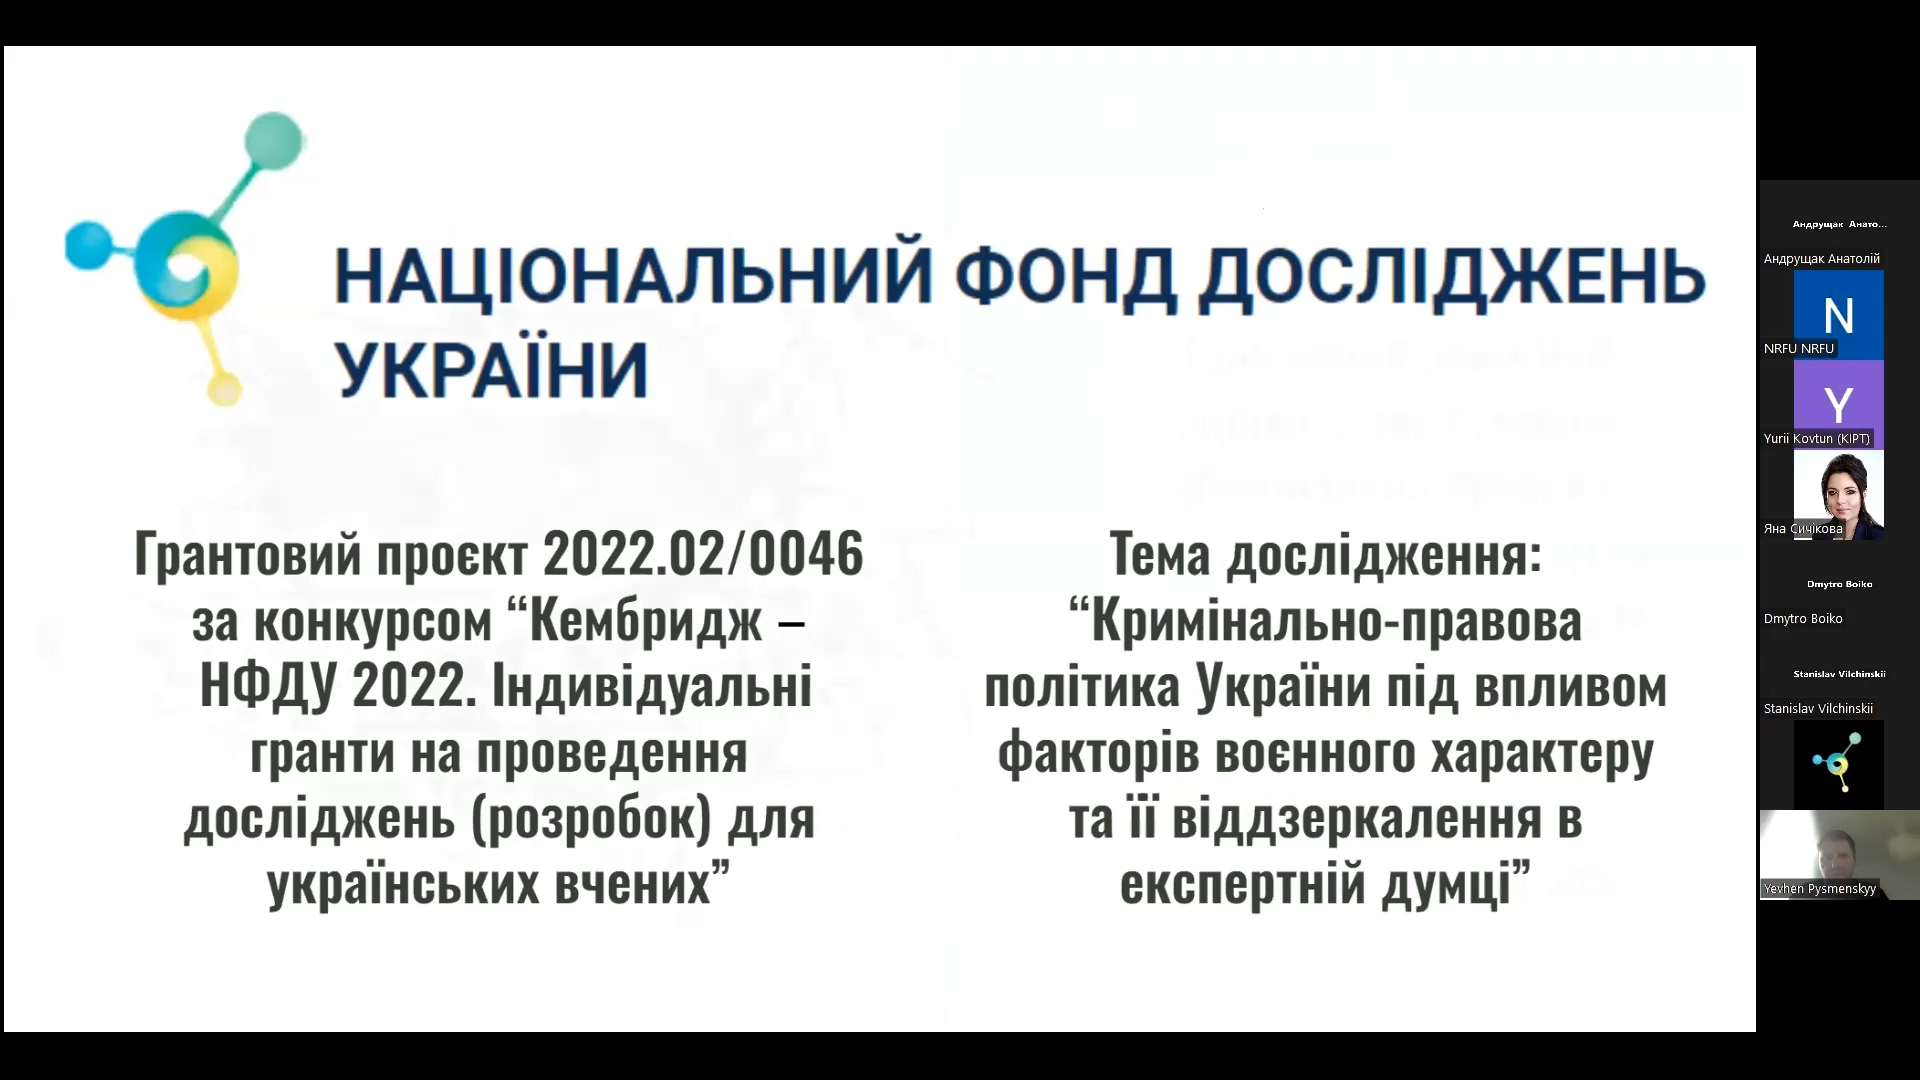 НАЦІОНАЛЬНИЙ ФОНД ДОСЛІДЖЕНЬ
УКРАЇНИ
Грантовий проєкт 2022.02/0046
за конкурсом “Кембридж –
НФДУ 2022. Індивідуальні
гранти на проведення
досліджень (розробок) для
українських вчених”
Тема дослідження:
“Кримінально-правова
політика України під впливом
факторів воєнного характеру
та її віддзеркалення в
експертній думці”
Андрущак Анато...
Андрущак Анатолій
N
NRFU NRFU
Y
Yurii Kovtun (KIPT)
Яна Сичікова
Dmytro Boiko
Dmytro Boiko
Stanislav Vilchinskii
Stanislav Vilchinskii
Yevhen Pysmenskyy